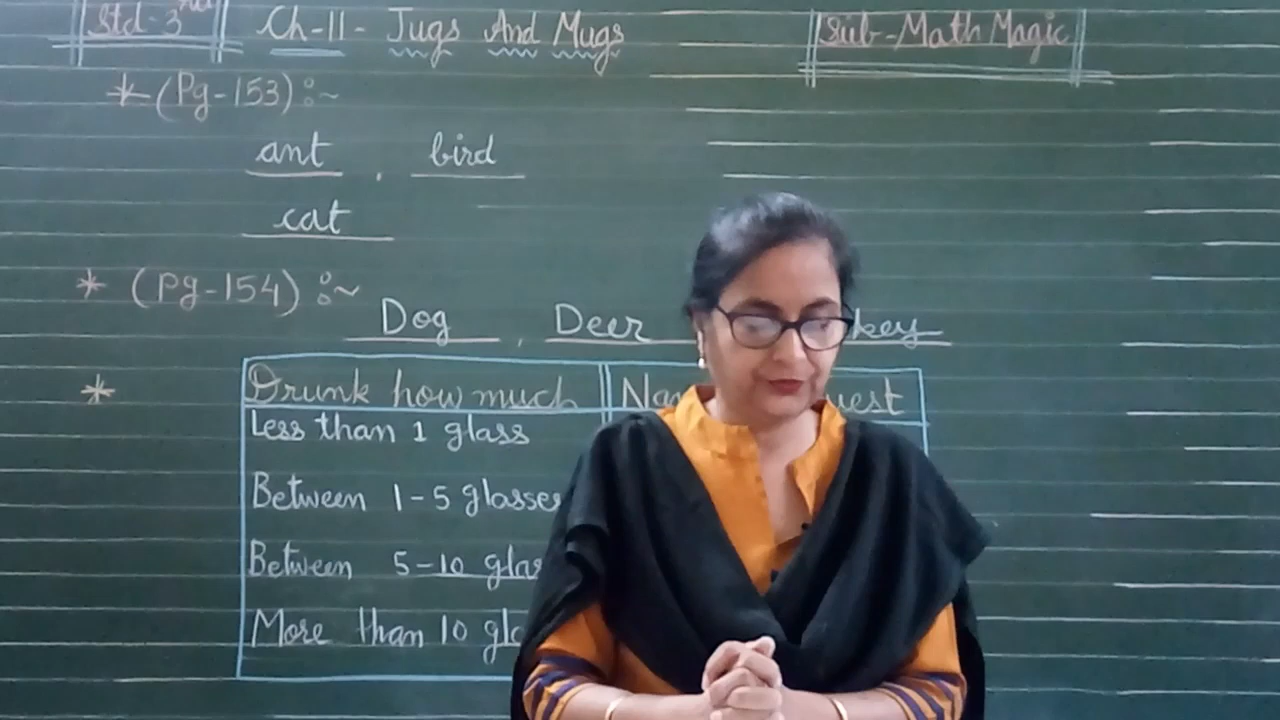 Std-3rd Ch-11- Jugs And Mugs Sub-Math Magic
* (Pg-153) :~
ant , bird
cat
* (Pg-154) :~
Dog , Deer key
* Drunk how much Na uest
Less than 1 glass
Between 1-5 glasses
Between 5-10 glas
More than 10 gla